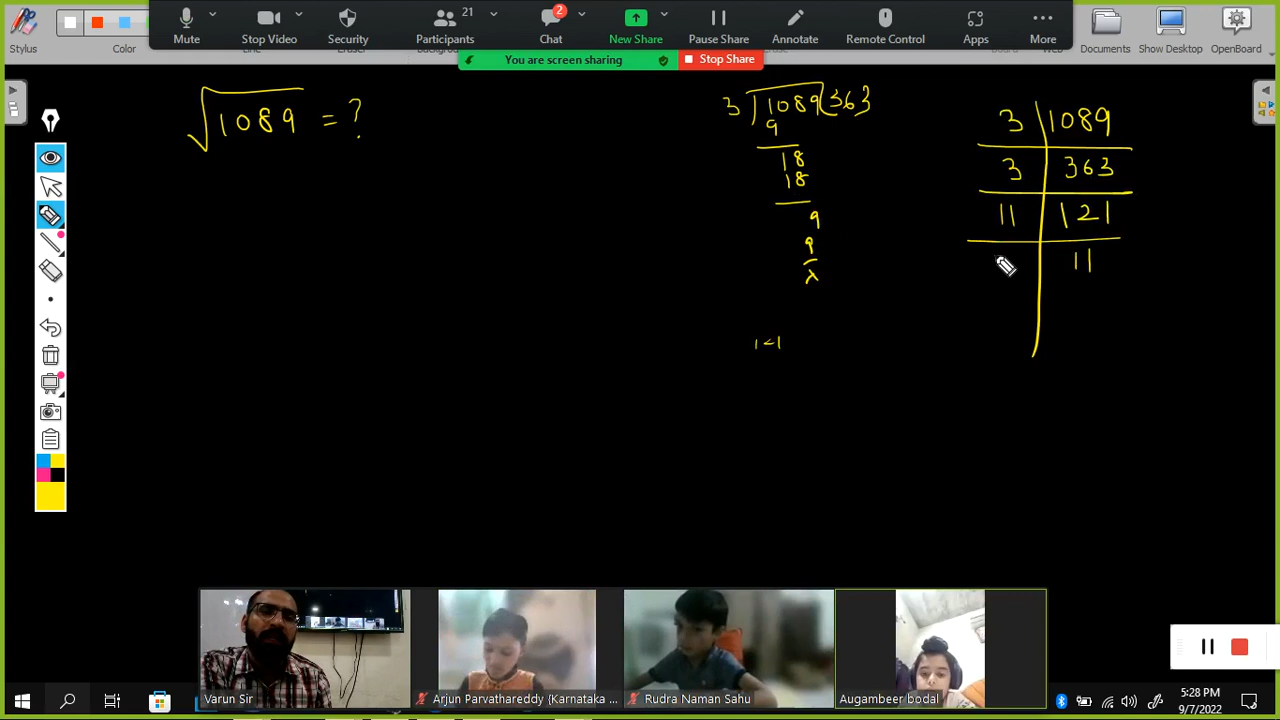 Mute
Stop Video
Security
Participants 21
Chat 2
New Share
Pause Share
Annotate
Remote Control
Apps
More
Stylus
Color
Documents
Show Desktop
OpenBoard
You are screen sharing
Stop Share
√1089 = ?
3 ) 1089 ( 363
9
18
18
9
9
x
3 | 1089
3 | 363
11 | 121
11
Varun Sir
Arjun Parvathareddy (Karnataka ...
Rudra Naman Sahu
Augambeer bodal
5:28 PM
9/7/2022